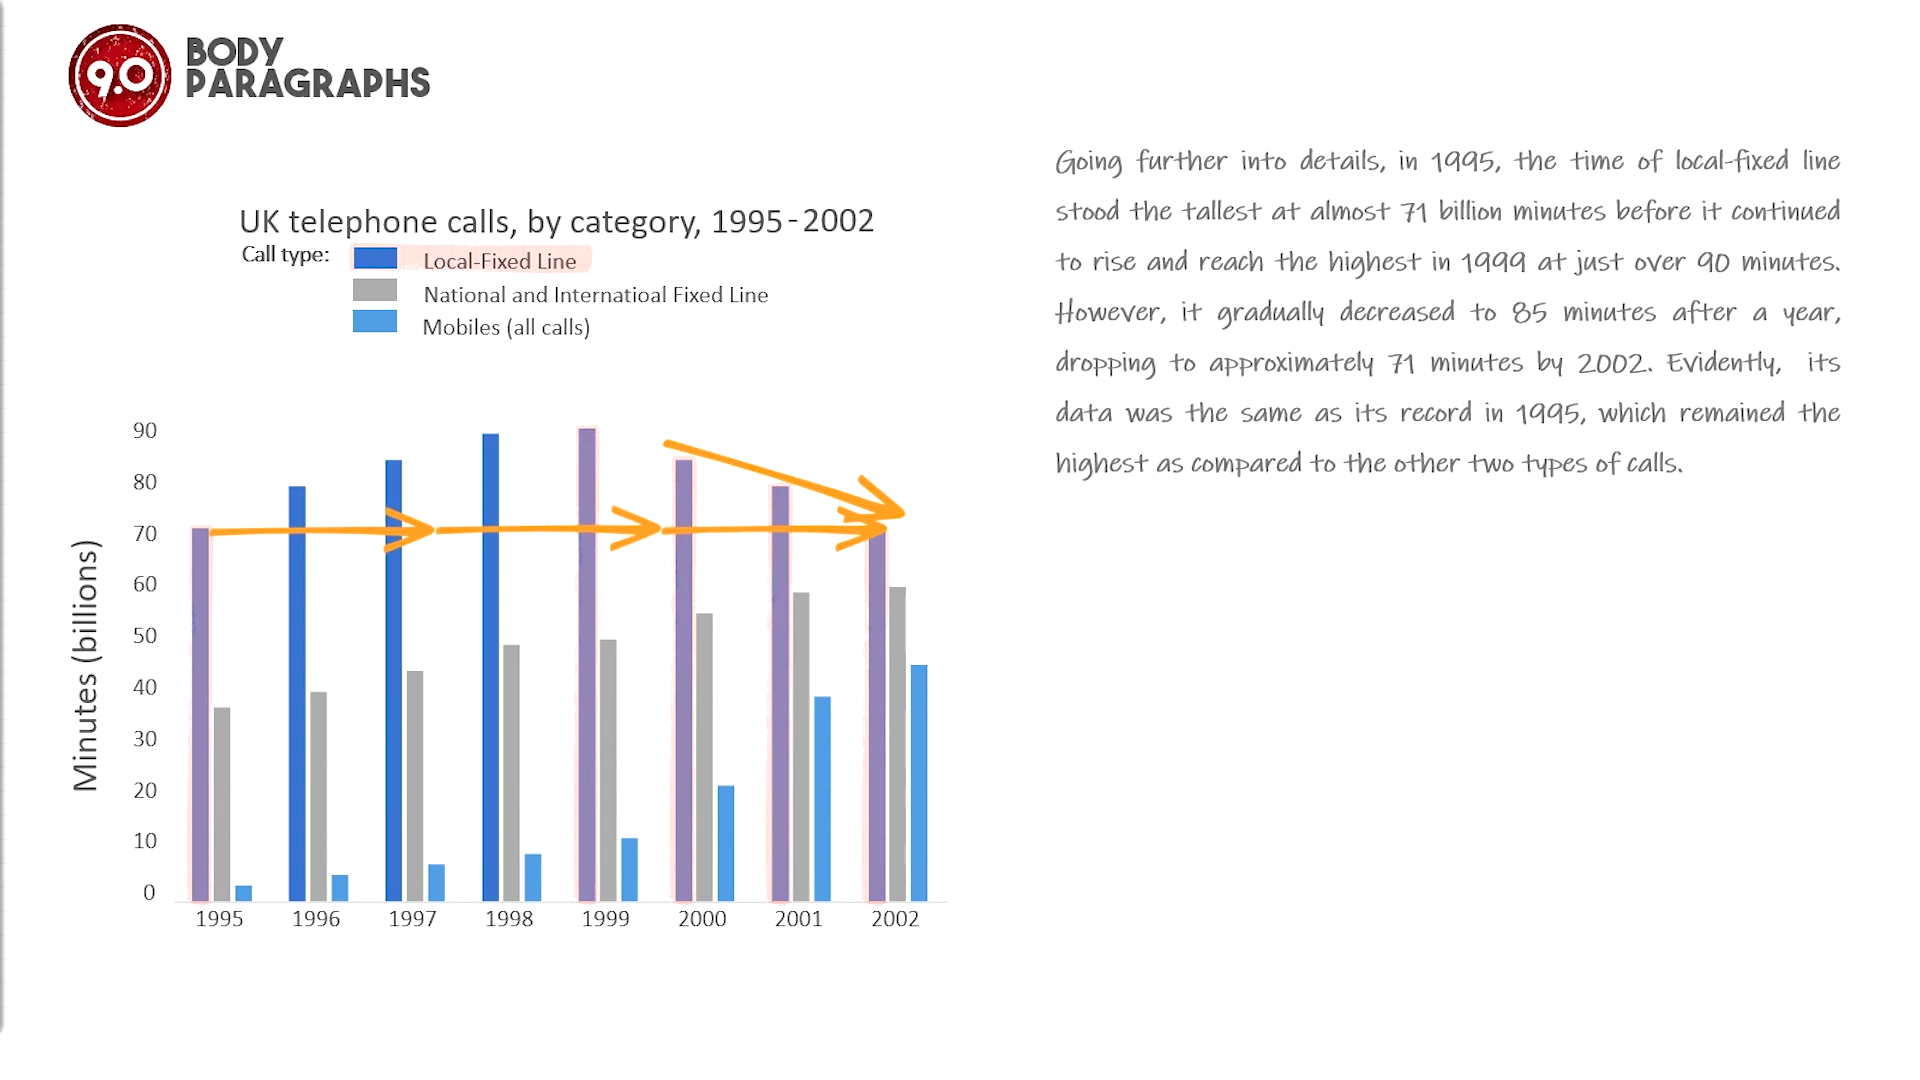 9.0
BODY
PARAGRAPHS
UK telephone calls, by category, 1995-2002
Call type:
Local-Fixed Line
National and Internatioal Fixed Line
Mobiles (all calls)
Minutes (billions)
90
80
70
60
50
40
30
20
10
0
1995 1996 1997 1998 1999 2000 2001 2002
Going further into details, in 1995, the time of local-fixed line
stood the tallest at almost 71 billion minutes before it continued
to rise and reach the highest in 1999 at just over 90 minutes.
However, it gradually decreased to 85 minutes after a year,
dropping to approximately 71 minutes by 2002. Evidently, its
data was the same as its record in 1995, which remained the
highest as compared to the other two types of calls.